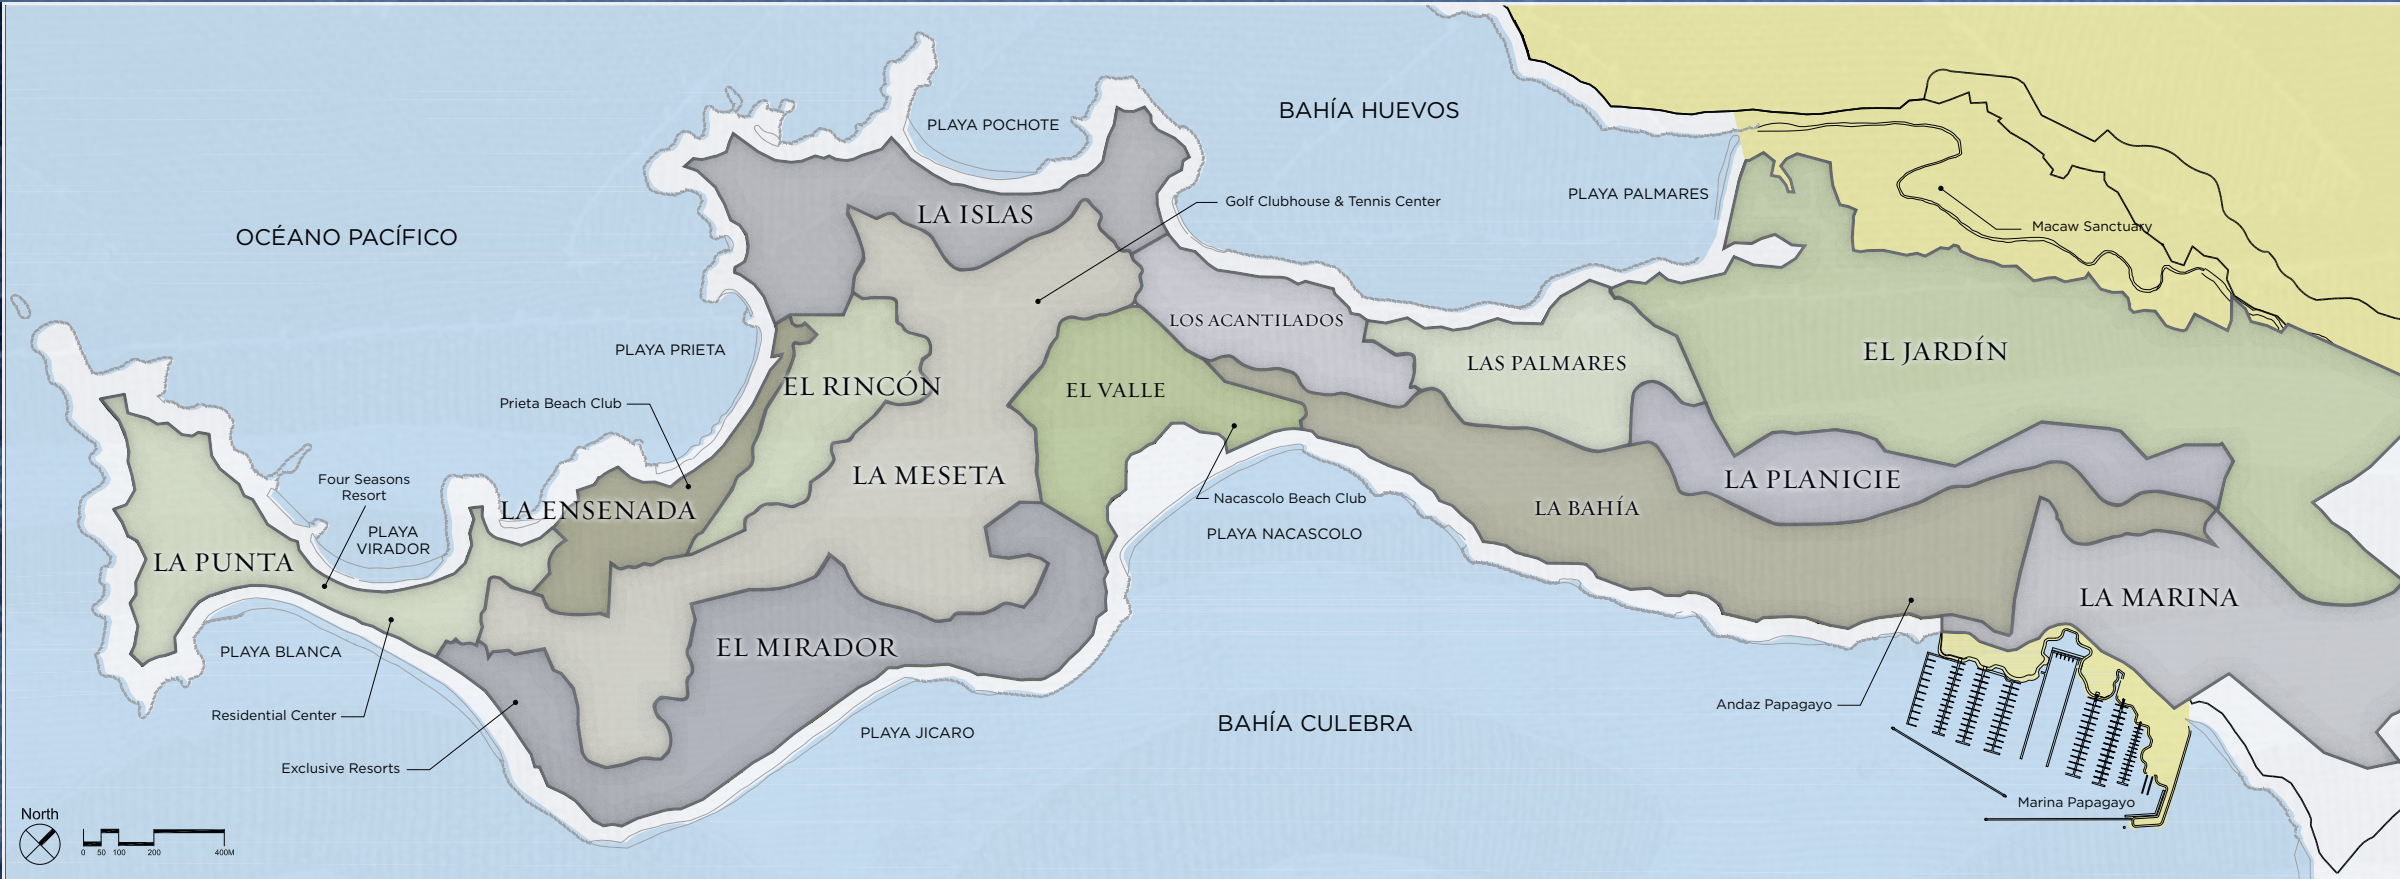 BAHÍA HUEVOS
PLAYA POCHOTE
PLAYA PALMARES
Golf Clubhouse & Tennis Center
LA ISLAS
Macaw Sanctuary
OCÉANO PACÍFICO
LOS ACANTILADOS
PLAYA PRIETA
EL JARDÍN
LAS PALMARES
EL RINCÓN
EL VALLE
Prieta Beach Club
LA MESETA
LA PLANICIE
Four Seasons
Resort
Nacascolo Beach Club
LA ENSENADA
LA BAHÍA
PLAYA
VIRADOR
PLAYA NACASCOLO
LA PUNTA
LA MARINA
EL MIRADOR
PLAYA BLANCA
Andaz Papagayo
Residential Center
BAHÍA CULEBRA
PLAYA JICARO
Exclusive Resorts
Marina Papagayo
North
0 50 100 200 400M